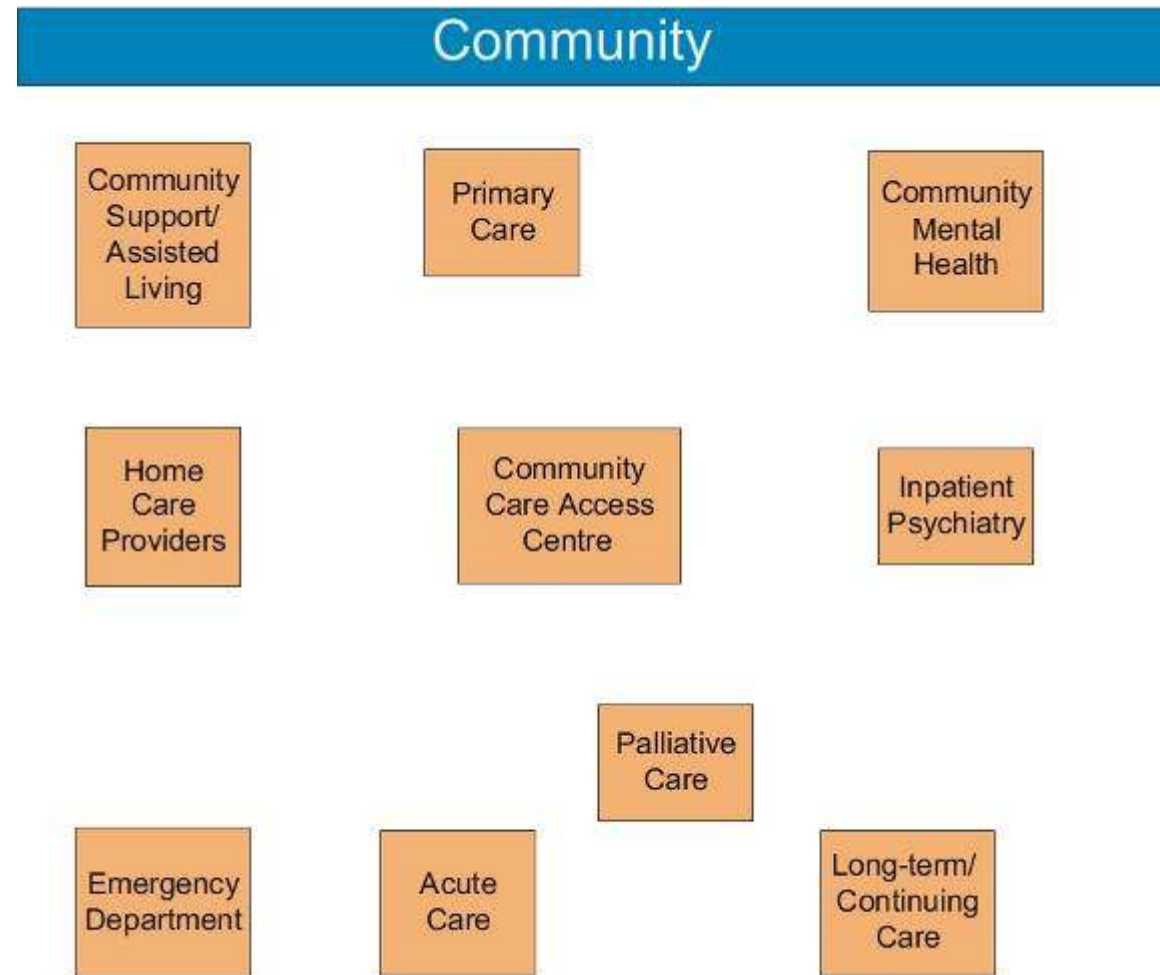 Community
Community
Support/
Assisted
Living
Primary
Care
Community
Mental
Health
Home
Care
Providers
Community
Care Access
Centre
Inpatient
Psychiatry
Palliative
Care
Emergency
Department
Acute
Care
Long-term/
Continuing
Care